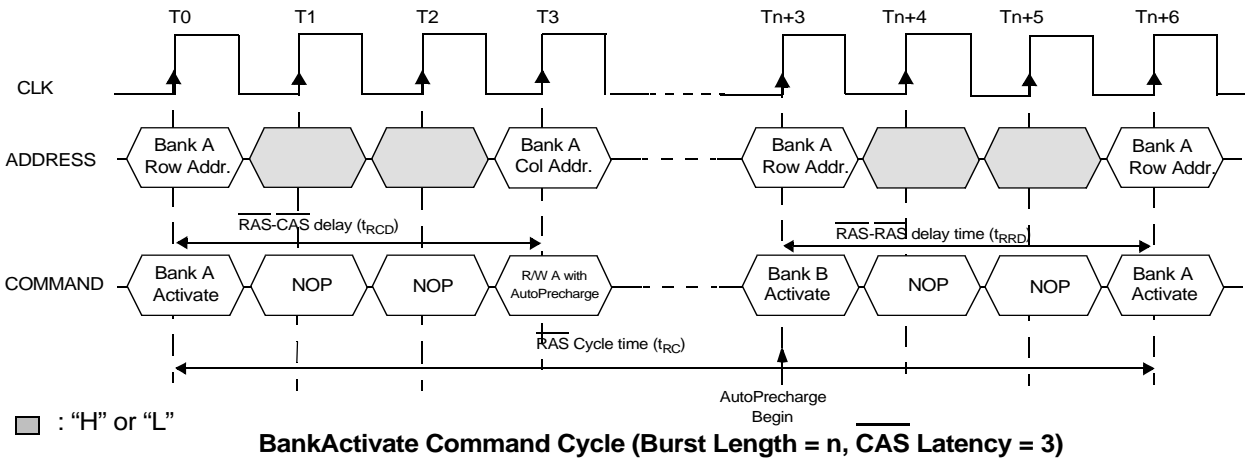 T0 T1 T2 T3 Tn+3 Tn+4 Tn+5 Tn+6
CLK
ADDRESS
Bank A
Row Addr.
Bank A
Col Addr.
Bank A
Row Addr.
Bank A
Row Addr.
RAS-CAS delay (tRCD)
RAS-RAS delay time (tRRD)
COMMAND
Bank A
Activate
NOP
NOP
R/W A with
AutoPrecharge
Bank B
Activate
NOP
NOP
Bank A
Activate
RAS Cycle time (tRC)
AutoPrecharge
Begin
: “H” or “L”
BankActivate Command Cycle (Burst Length = n, CAS Latency = 3)